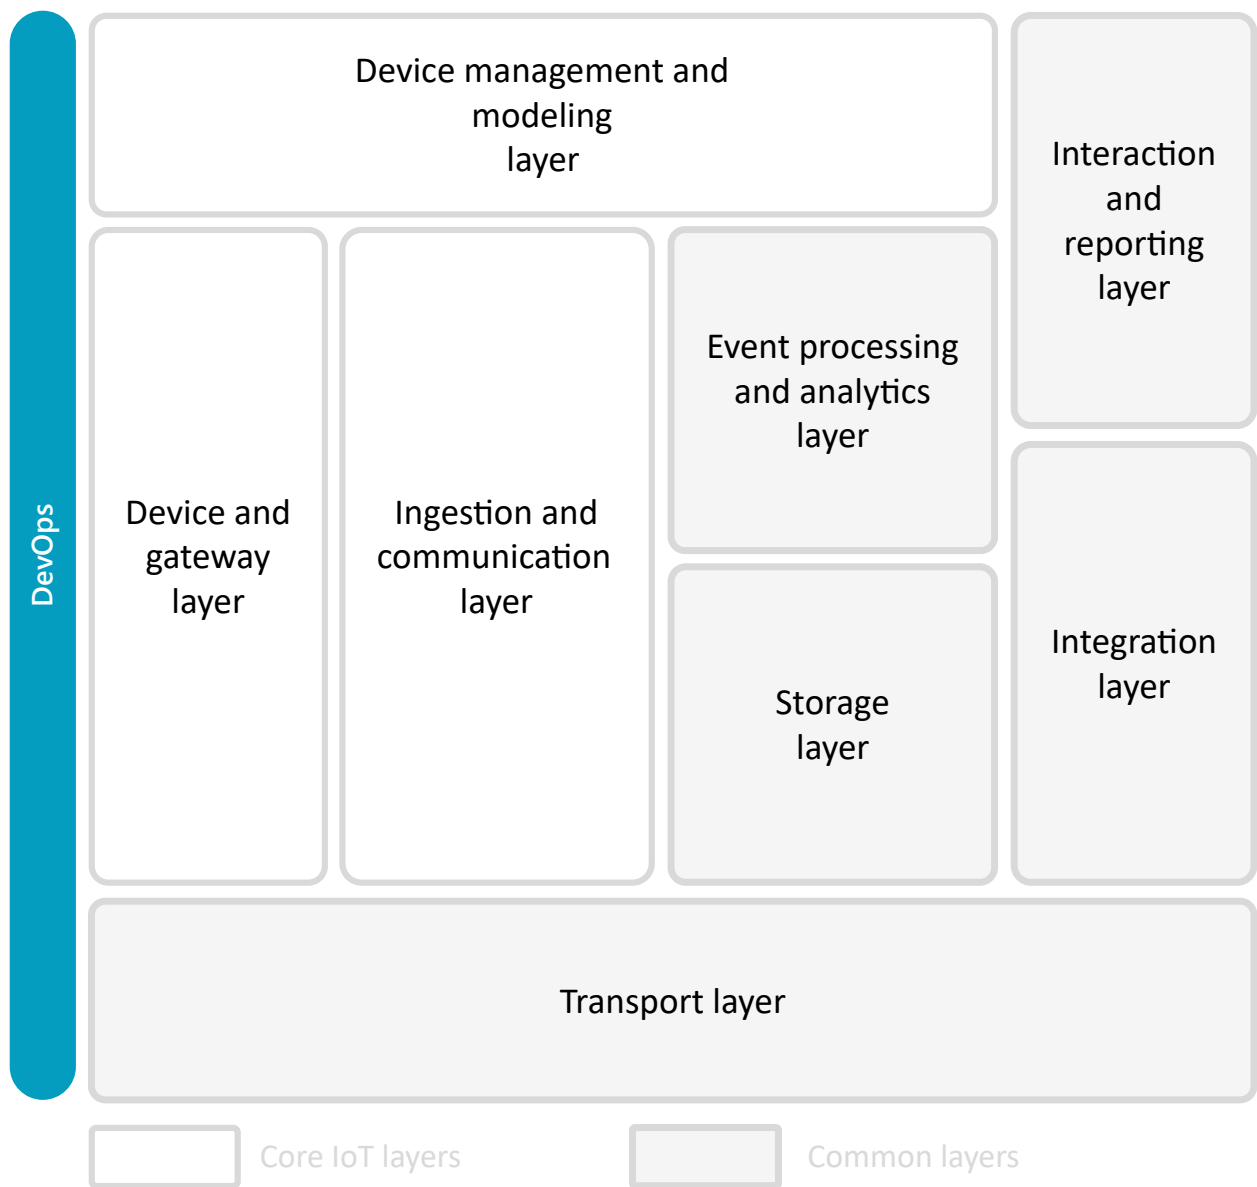 DevOps
Device management and
modeling
layer
Interaction
and
reporting
layer
Device and
gateway
layer
Ingestion and
communication
layer
Event processing
and analytics
layer
Storage
layer
Integration
layer
Transport layer
Core IoT layers
Common layers